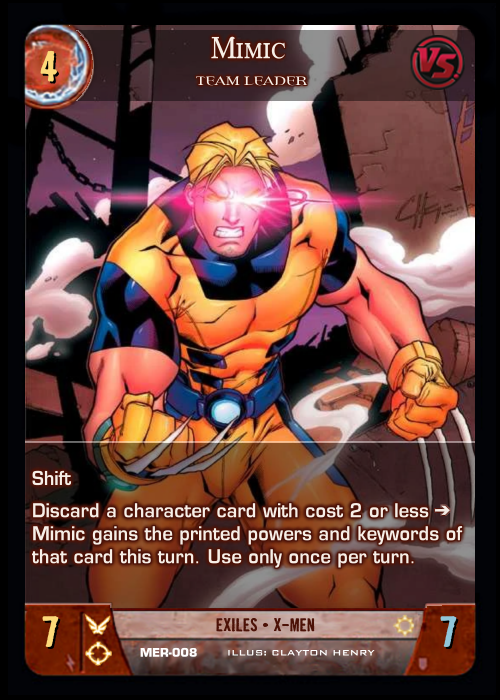 4
Mimic
VS
TEAM LEADER
Shift
Discard a character card with cost 2 or less ➔
Mimic gains the printed powers and keywords of
that card this turn. Use only once per turn.
7
EXILES • X-MEN
7
MER-008 ILLUS: CLAYTON HENRY